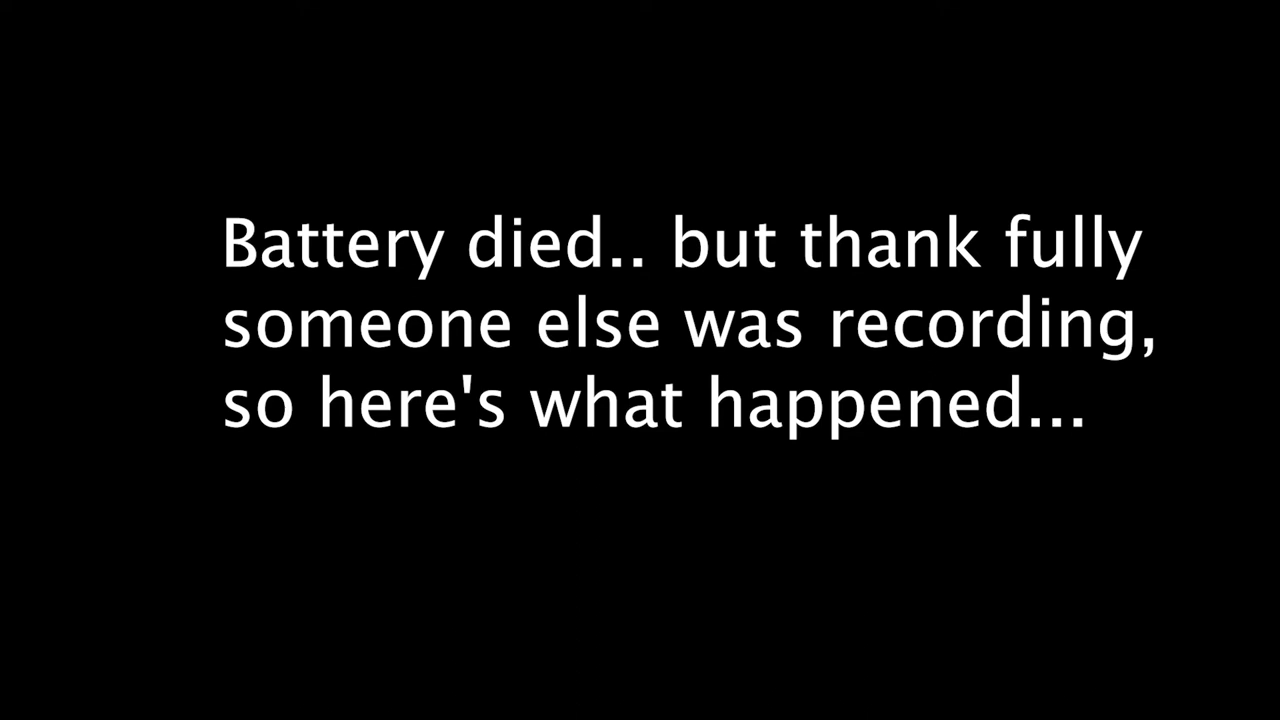 Battery died.. but thank fully
someone else was recording,
so here's what happened...